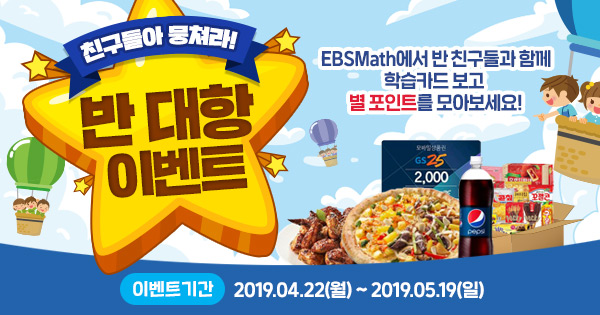 친구들아 뭉쳐라!
반 대항
이벤트
EBSMath에서 반 친구들과 함께
학습카드 보고
별 포인트를 모아보세요!
모바일상품권
GS25
2,000
pepsi
이벤트기간 2019.04.22(월) ~ 2019.05.19(일)